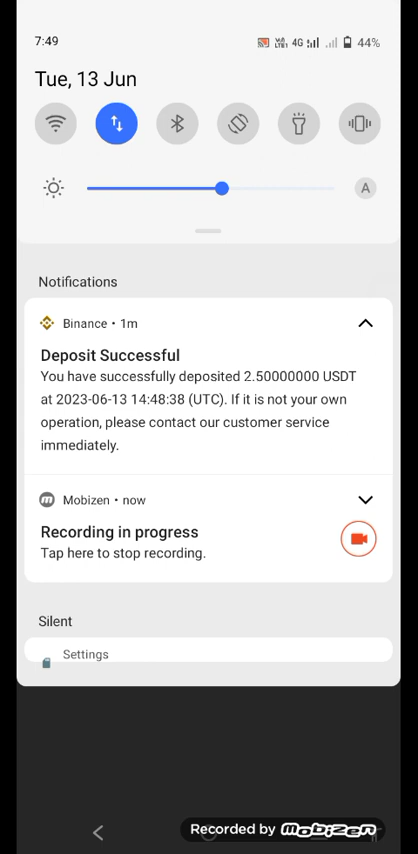 7:49
4G
44%
Tue, 13 Jun
A
Notifications
Binance • 1m
Deposit Successful
You have successfully deposited 2.50000000 USDT
at 2023-06-13 14:48:38 (UTC). If it is not your own
operation, please contact our customer service
immediately.
Mobizen • now
Recording in progress
Tap here to stop recording.
Silent
Settings
Recorded by MOBIZEN